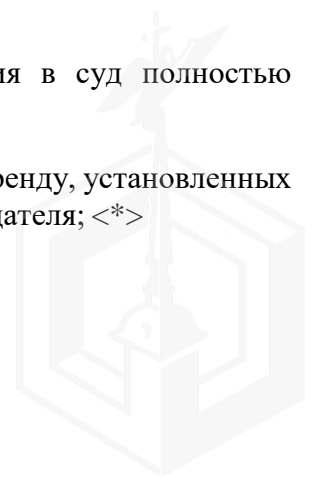 ия в суд полностью
ренду, установленных
дателя; <*>